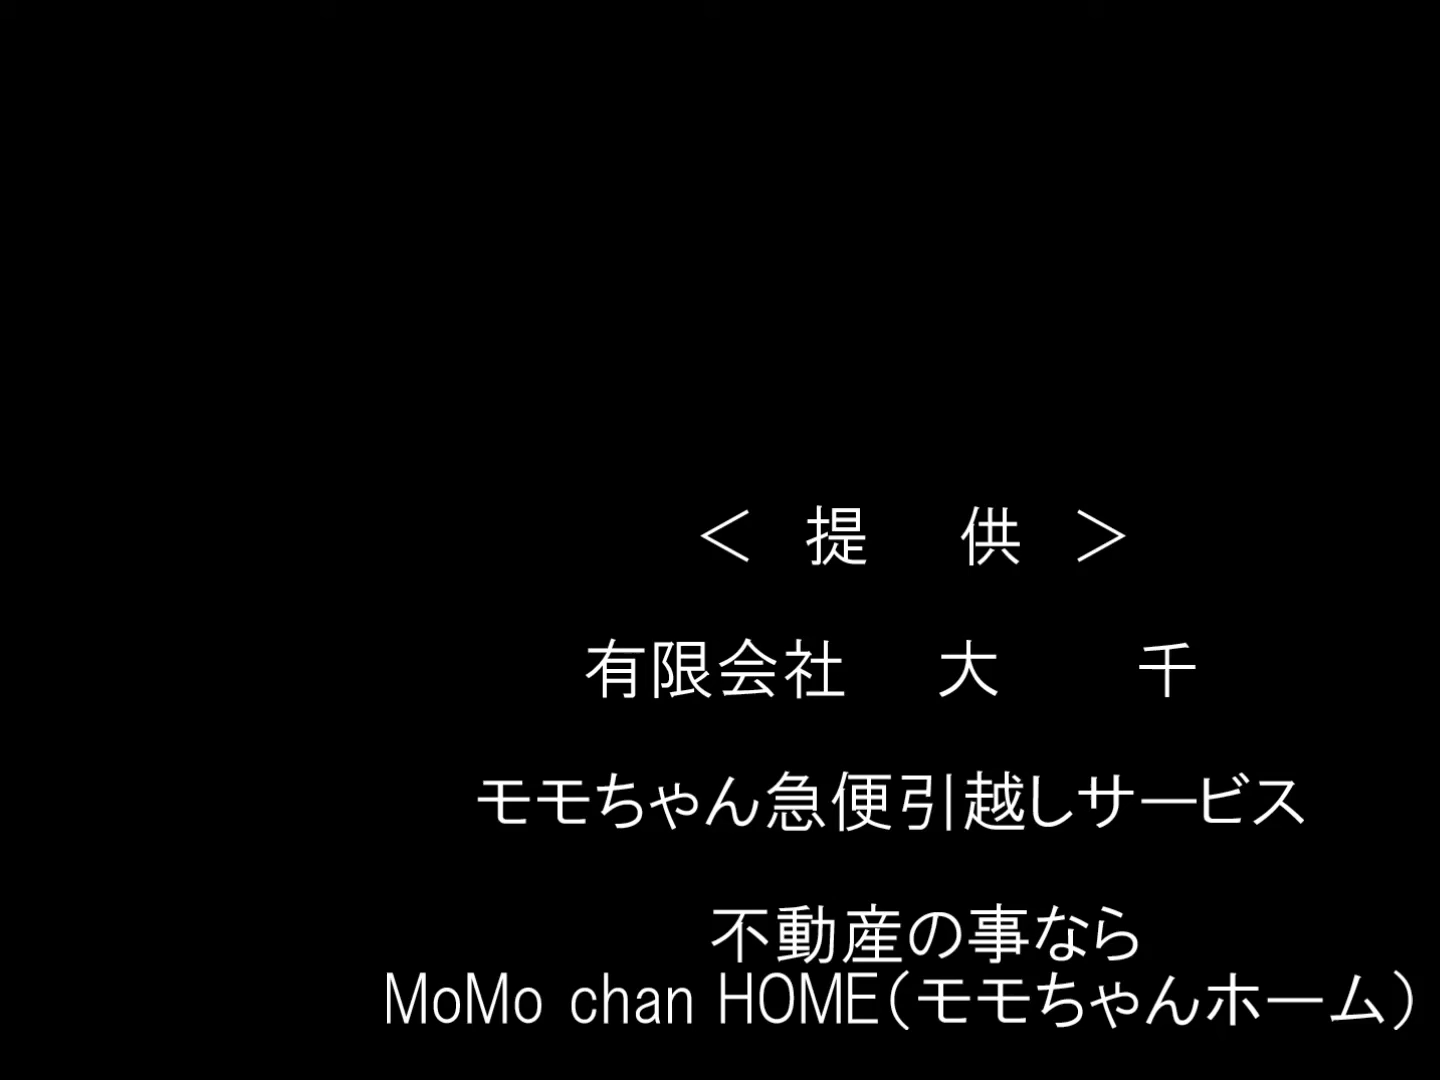 ＜ 提 供 ＞
有限会社 大 千
モモちゃん急便引越しサービス
不動産の事なら
MoMo chan HOME（モモちゃんホーム）